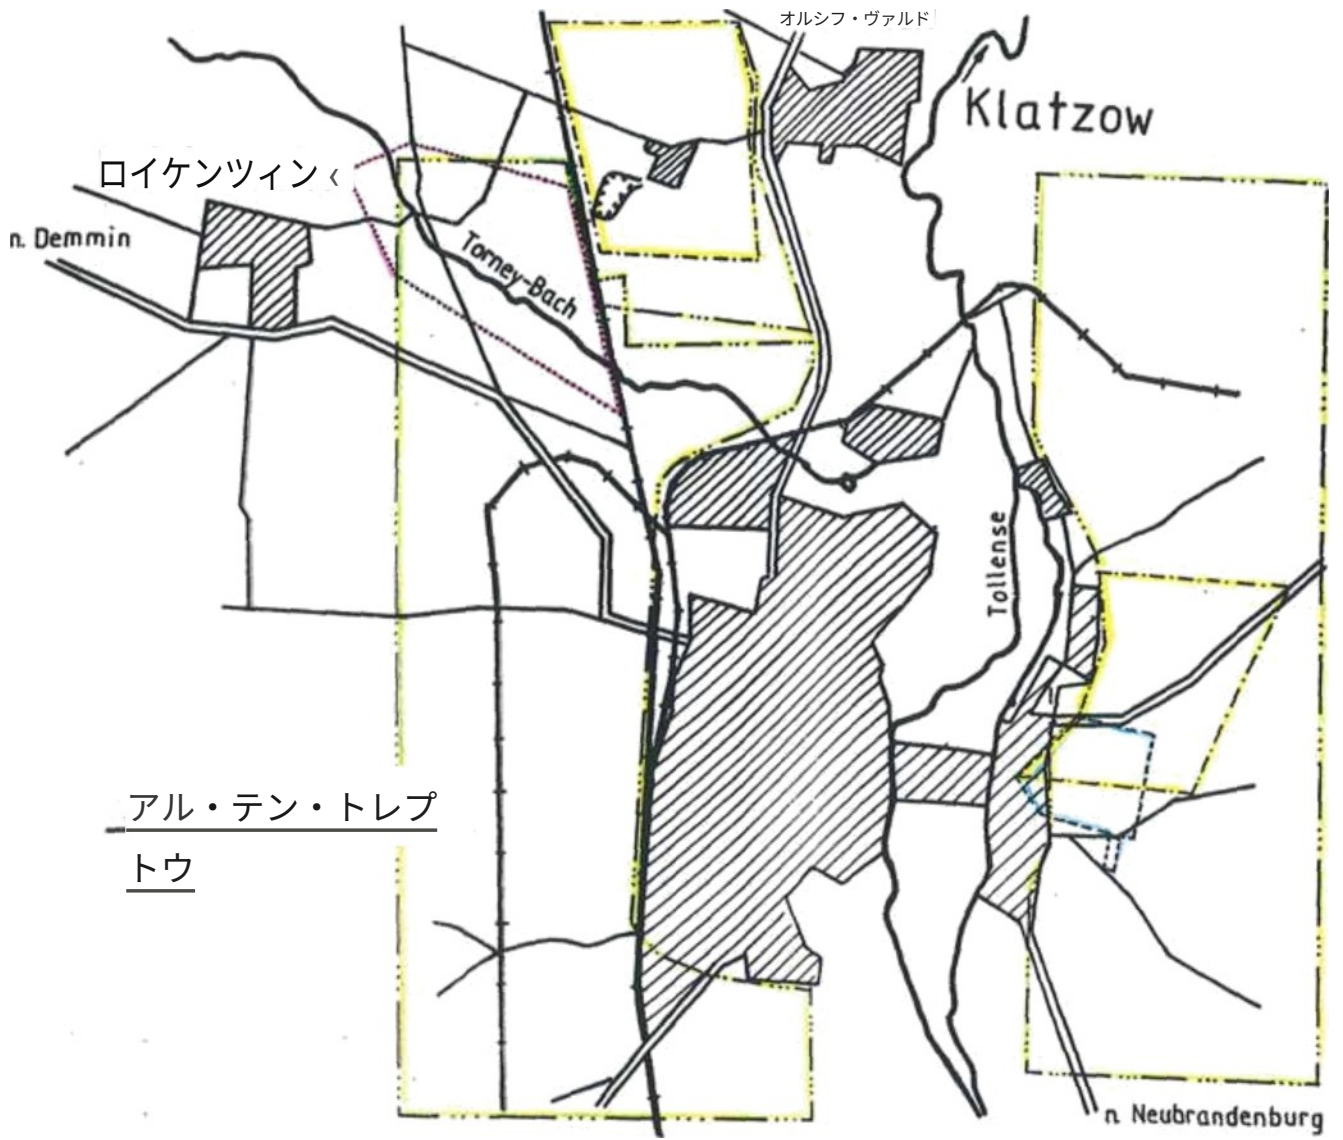 オルシフ・ヴァルド
Klatzow
ロイケンツィン ‹
n. Demmin
Torney-Bach
Tollense
アル・テン・トレプ
トウ
n. Neubrandenburg